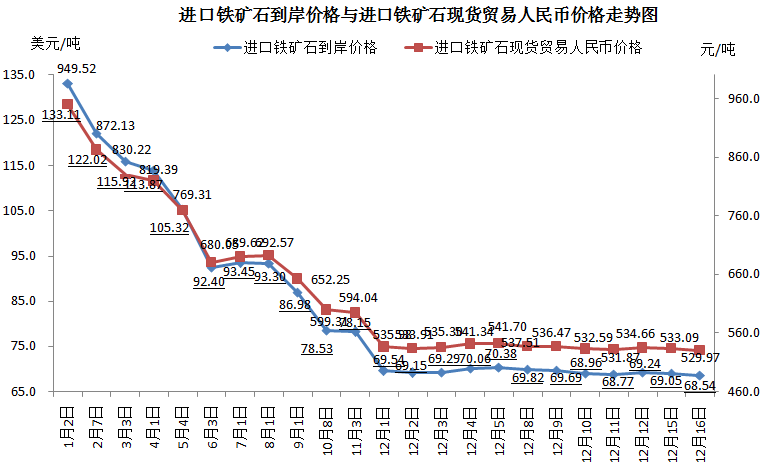 进口铁矿石到岸价格与进口铁矿石现货贸易人民币价格走势图
美元/吨
进口铁矿石到岸价格
进口铁矿石现货贸易人民币价格
元/吨
135.0
125.0
115.0
105.0
95.0
85.0
75.0
65.0
960.0
860.0
760.0
660.0
560.0
460.0
949.52
872.13
830.22
819.39
769.31
680.05
689.62
692.57
652.25
599.31
594.04
533.91
535.30
541.34
541.70
537.51
536.47
532.59
531.87
534.66
533.09
529.97
133.11
122.02
113.87
105.32
92.40
93.45
93.30
86.98
78.53
78.15
69.54
69.15
69.29
70.06
70.38
69.82
69.69
68.96
68.77
69.24
69.05
68.54
1月2日
2月7日
3月3日
4月1日
5月4日
6月3日
7月1日
8月1日
9月1日
10月8日
11月3日
12月1日
12月2日
12月3日
12月4日
12月5日
12月8日
12月9日
12月10日
12月11日
12月12日
12月15日
12月16日